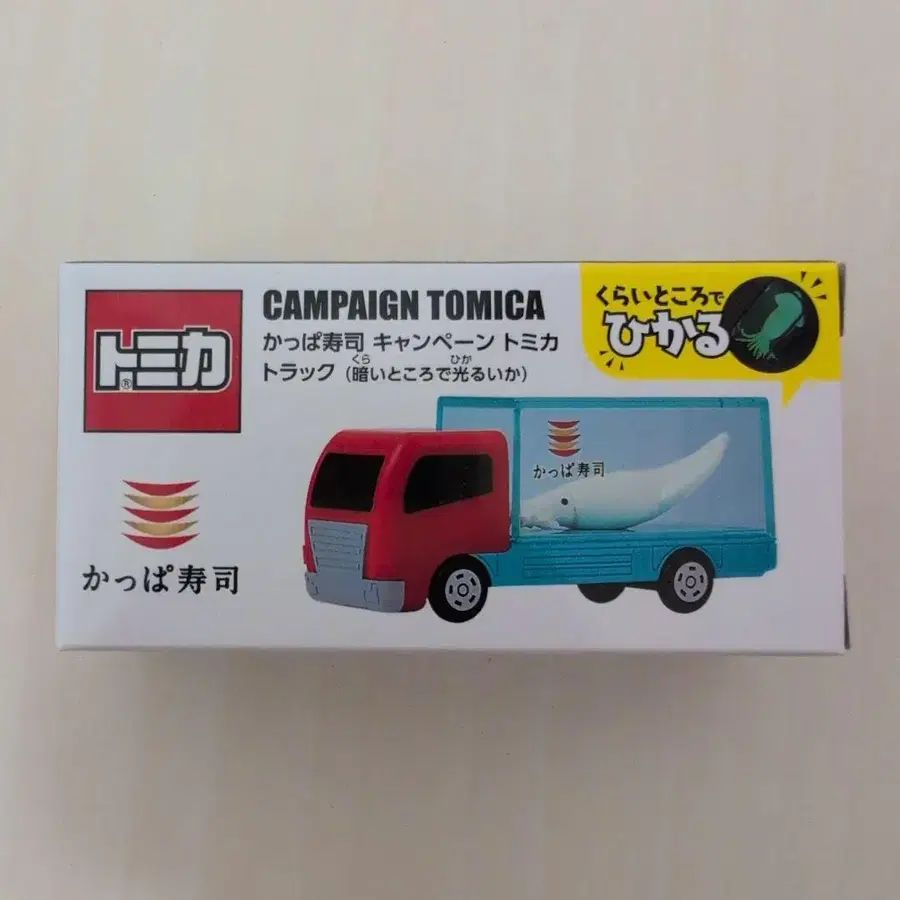 トミカ®
CAMPAIGN TOMICA
かっぱ寿司 キャンペーン トミカ
トラック（暗いところで光るいか）
くら ひか
くらいところで
ひかる
かっぱ寿司
かっぱ寿司